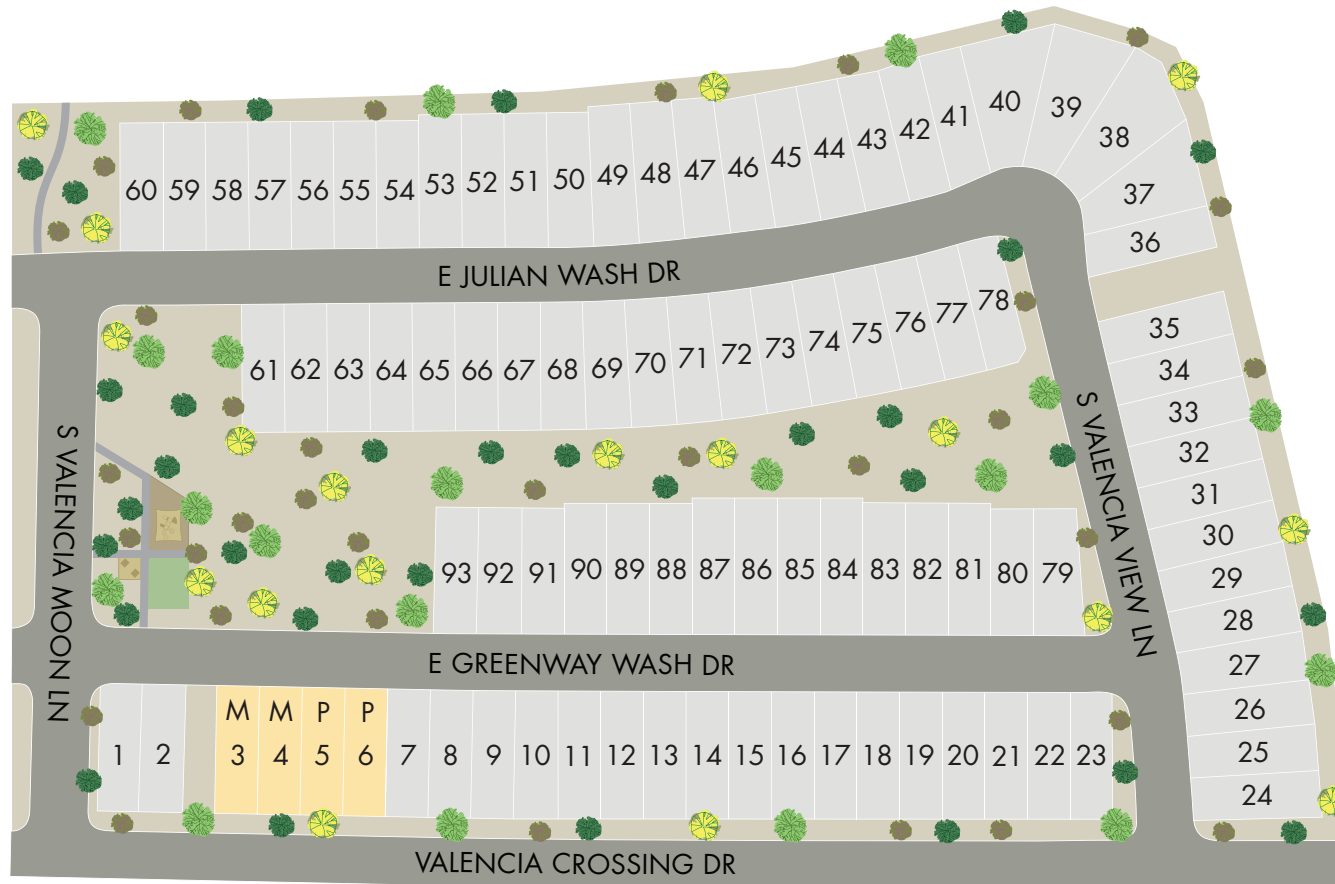 60 59 58 57 56 55 54 53 52 51 50 49 48 47 46 45 44 43 42 41 40 39 38 37 36
E JULIAN WASH DR
61 62 63 64 65 66 67 68 69 70 71 72 73 74 75 76 77 78
35
34
33
32
31
30
29
28
27
26
25
24
S VALENCIA MOON LN
S VALENCIA VIEW LN
93 92 91 90 89 88 87 86 85 84 83 82 81 80 79
E GREENWAY WASH DR
M M P P
1 2 3 4 5 6 7 8 9 10 11 12 13 14 15 16 17 18 19 20 21 22 23
VALENCIA CROSSING DR